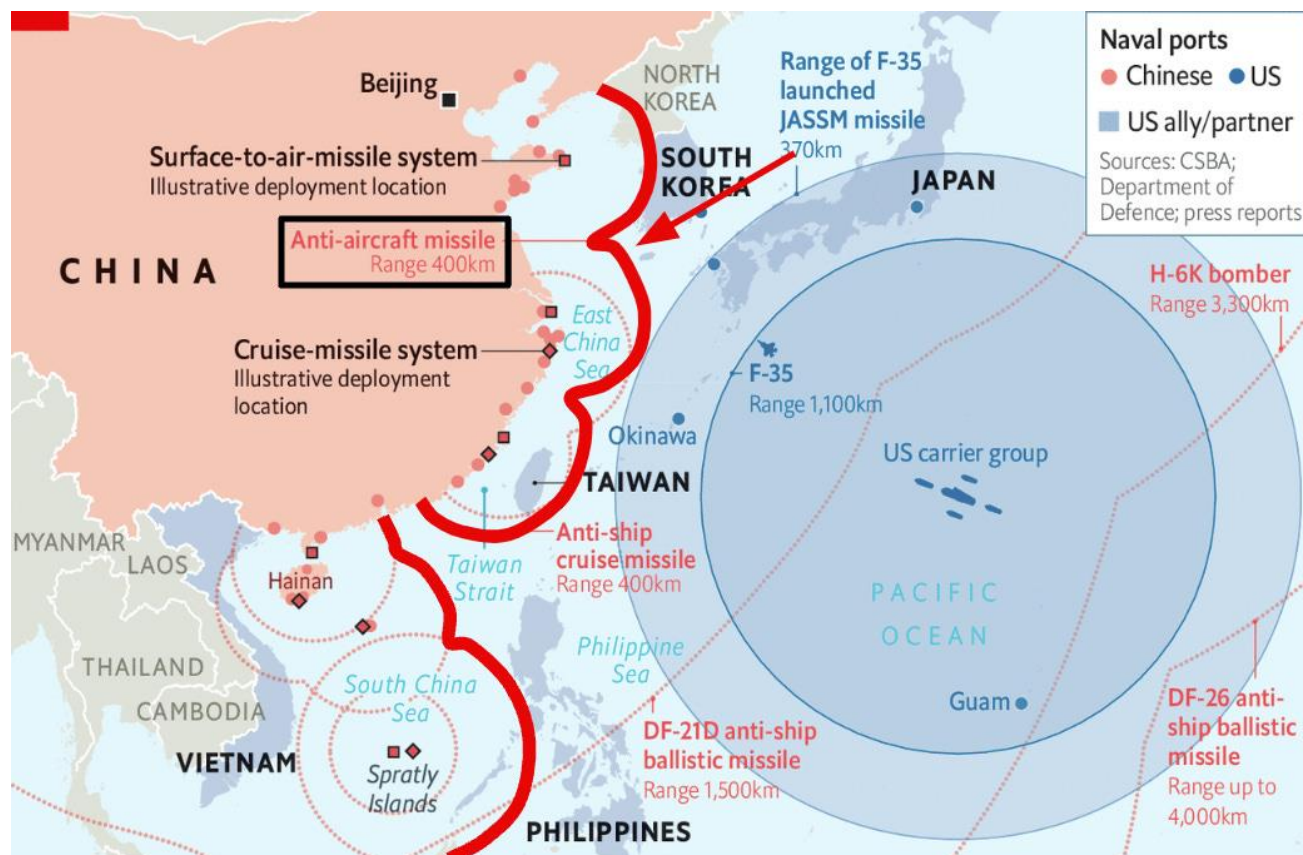 Beijing
Surface-to-air-missile system
Illustrative deployment location
Anti-aircraft missile
Range 400km
CHINA
Cruise-missile system
Illustrative deployment
location
East
China
Sea
NORTH
KOREA
SOUTH
KOREA
Range of F-35
launched
JASSM missile
370km
JAPAN
Naval ports
Chinese
US
US ally/partner
Sources: CSBA;
Department of
Defence; press reports
H-6K bomber
Range 3,300km
F-35
Range 1,100km
Okinawa
US carrier group
TAIWAN
Anti-ship
cruise missile
Range 400km
Taiwan
Strait
MYANMAR
LAOS
Hainan
THAILAND
CAMBODIA
VIETNAM
South China
Sea
Spratly
Islands
Philippine
Sea
PACIFIC
OCEAN
Guam
DF-21D anti-ship
ballistic missile
Range 1,500km
DF-26 anti-
ship ballistic
missile
Range up to
4,000km
PHILIPPINES